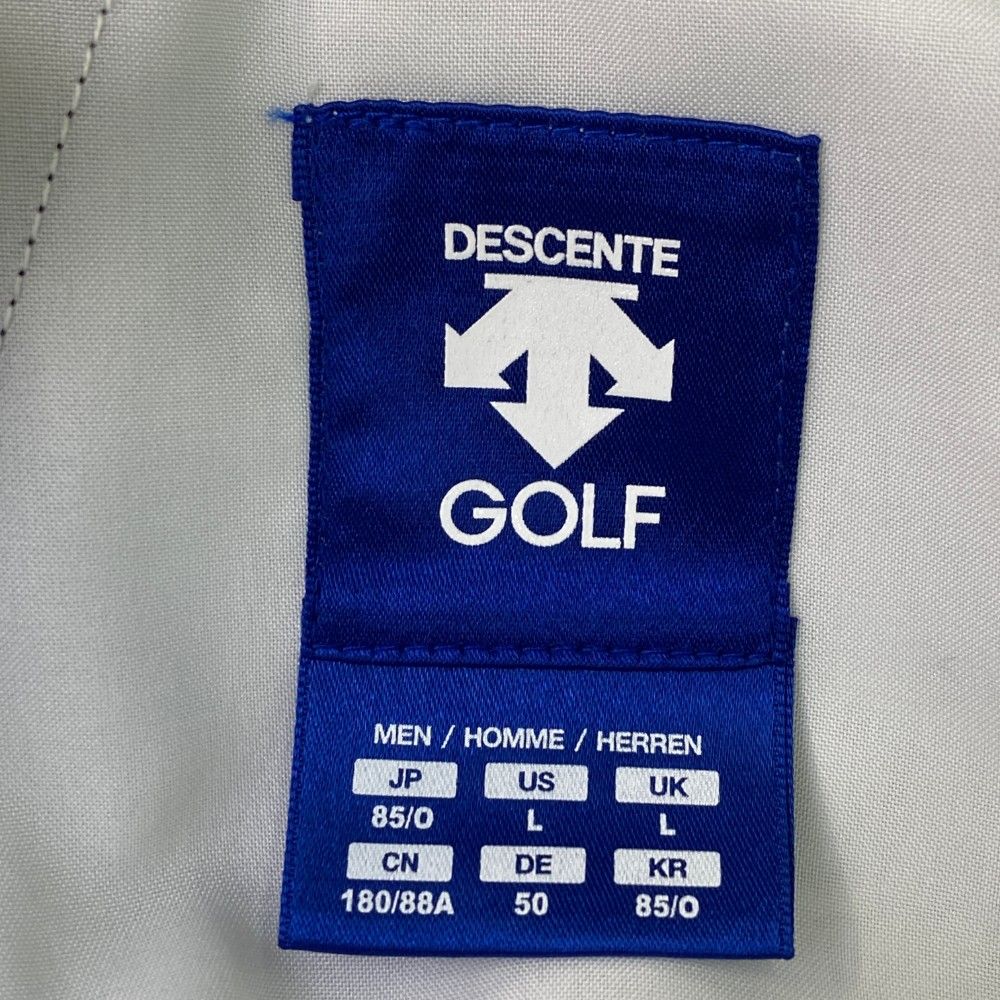 DESCENTE
GOLF
MEN / HOMME / HERREN
JP US UK
85/O L L
CN DE KR
180/88A 50 85/O